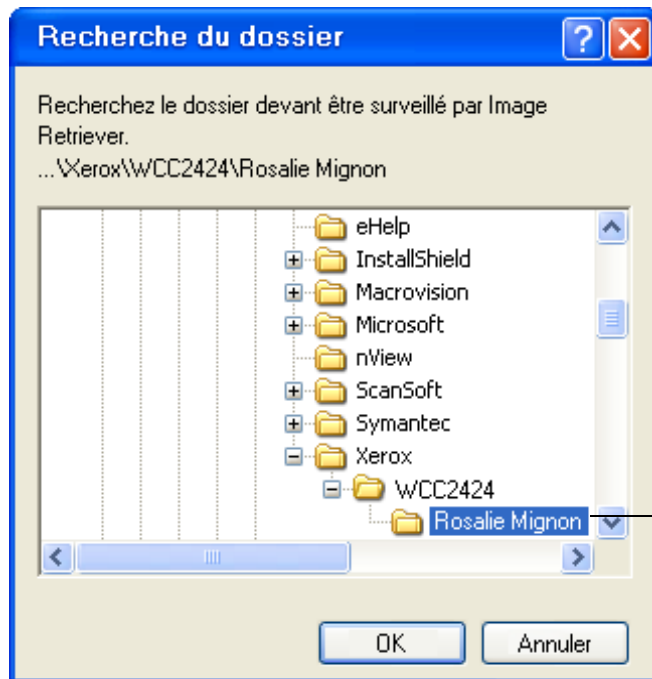 Recherche du dossier
Recherchez le dossier devant être surveillé par Image
Retriever.
...\Xerox\WCC2424\Rosalie Mignon
eHelp
InstallShield
Macrovision
Microsoft
nView
ScanSoft
Symantec
Xerox
WCC2424
Rosalie Mignon
OK
Annuler